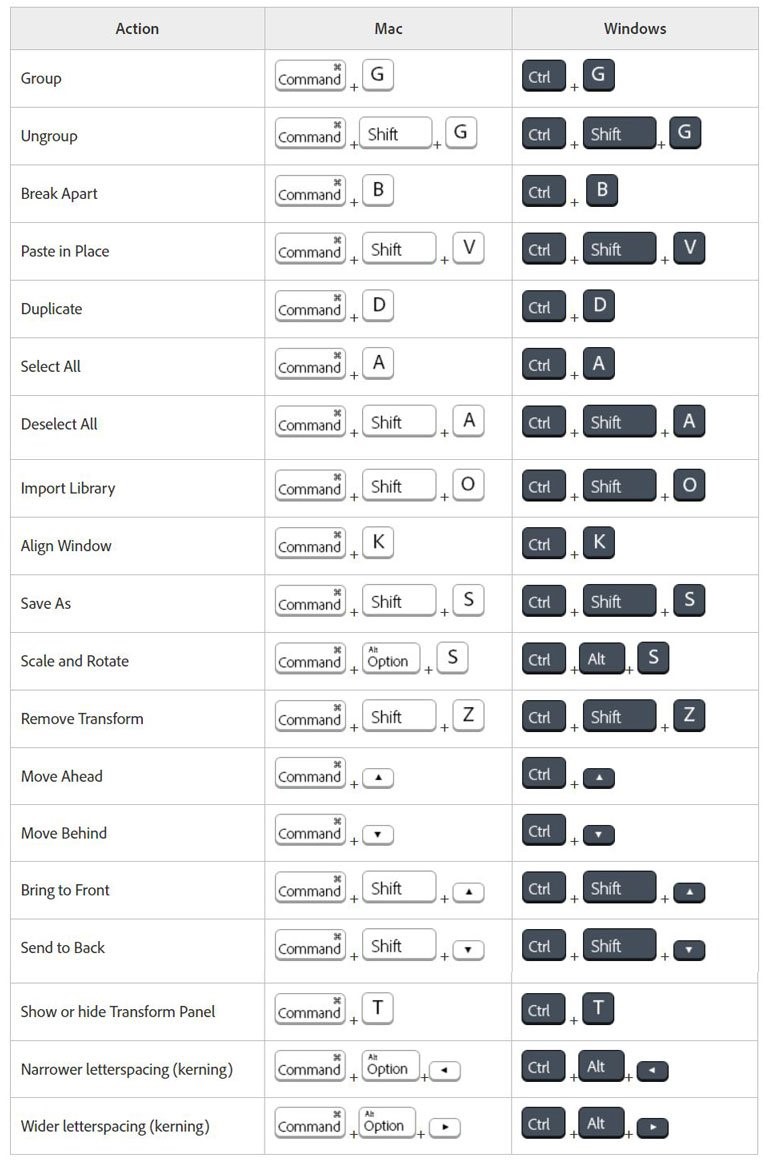 Action Mac Windows
Group ⌘ Command + G Ctrl + G
Ungroup ⌘ Command + Shift + G Ctrl + Shift + G
Break Apart ⌘ Command + B Ctrl + B
Paste in Place ⌘ Command + Shift + V Ctrl + Shift + V
Duplicate ⌘ Command + D Ctrl + D
Select All ⌘ Command + A Ctrl + A
Deselect All ⌘ Command + Shift + A Ctrl + Shift + A
Import Library ⌘ Command + Shift + O Ctrl + Shift + O
Align Window ⌘ Command + K Ctrl + K
Save As ⌘ Command + Shift + S Ctrl + Shift + S
Scale and Rotate ⌘ Command + Alt Option + S Ctrl + Alt + S
Remove Transform ⌘ Command + Shift + Z Ctrl + Shift + Z
Move Ahead ⌘ Command + ▲ Ctrl + ▲
Move Behind ⌘ Command + ▼ Ctrl + ▼
Bring to Front ⌘ Command + Shift + ▲ Ctrl + Shift + ▲
Send to Back ⌘ Command + Shift + ▼ Ctrl + Shift + ▼
Show or hide Transform Panel ⌘ Command + T Ctrl + T
Narrower letterspacing (kerning) ⌘ Command + Alt Option + ◄ Ctrl + Alt + ◄
Wider letterspacing (kerning) ⌘ Command + Alt Option + ► Ctrl + Alt + ►